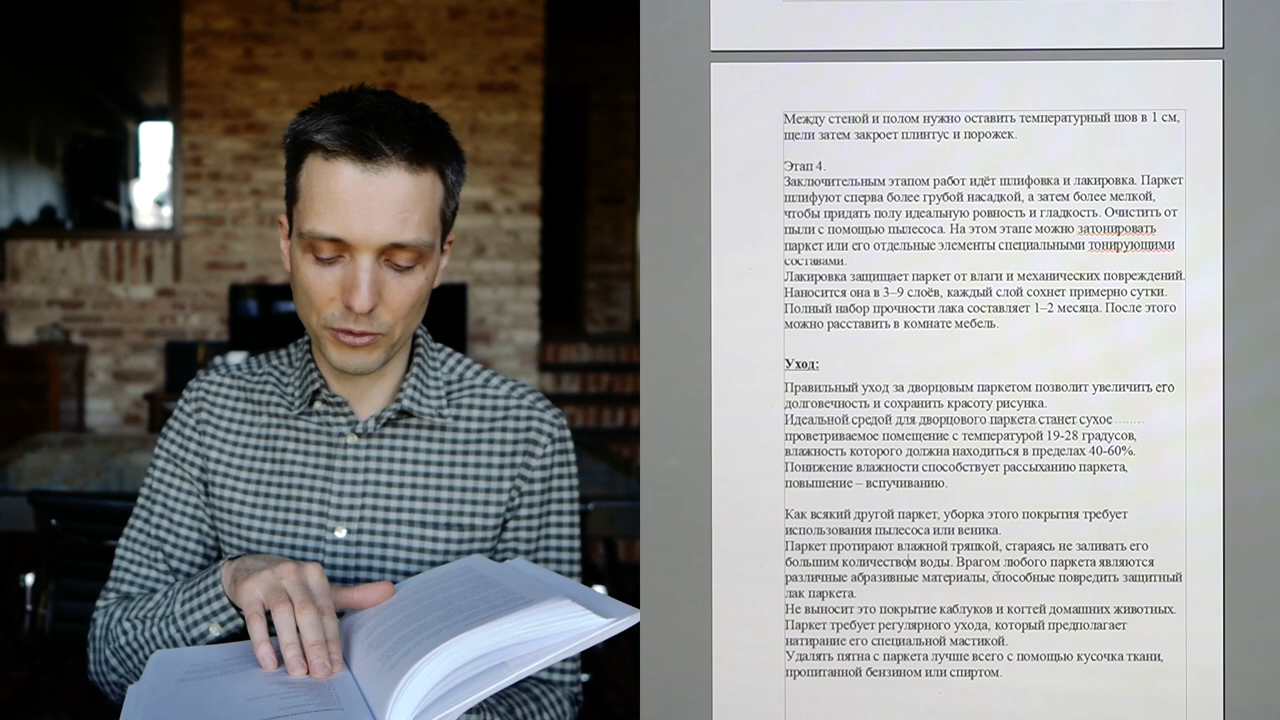 Между стеной и полом нужно оставить температурный шов в 1 см,
щели затем закроет плинтус и порожек.
Этап 4.
Заключительным этапом работ идёт шлифовка и лакировка. Паркет
шлифуют сперва более грубой насадкой, а затем более мелкой,
чтобы придать полу идеальную ровность и гладкость. Очистить от
пыли с помощью пылесоса. На этом этапе можно затонировать
паркет или его отдельные элементы специальными тонирующими
составами.
Лакировка защищает паркет от влаги и механических повреждений.
Наносится она в 3–9 слоёв, каждый слой сохнет примерно сутки.
Полный набор прочности лака составляет 1–2 месяца. После этого
можно расставить в комнате мебель.
Уход:
Правильный уход за дворцовым паркетом позволит увеличить его
долговечность и сохранить красоту рисунка.
Идеальной средой для дворцового паркета станет сухое
проветриваемое помещение с температурой 19-28 градусов,
влажность которого должна находиться в пределах 40-60%.
Понижение влажности способствует рассыханию паркета,
повышение – вспучиванию.
Как всякий другой паркет, уборка этого покрытия требует
использования пылесоса или веника.
Паркет протирают влажной тряпкой, стараясь не заливать его
большим количеством воды. Врагом любого паркета являются
различные абразивные материалы, способные повредить защитный
лак паркета.
Не выносит это покрытие каблуков и когтей домашних животных.
Паркет требует регулярного ухода, который предполагает
натирание его специальной мастикой.
Удалять пятна с паркета лучше всего с помощью кусочка ткани,
пропитанной бензином или спиртом.